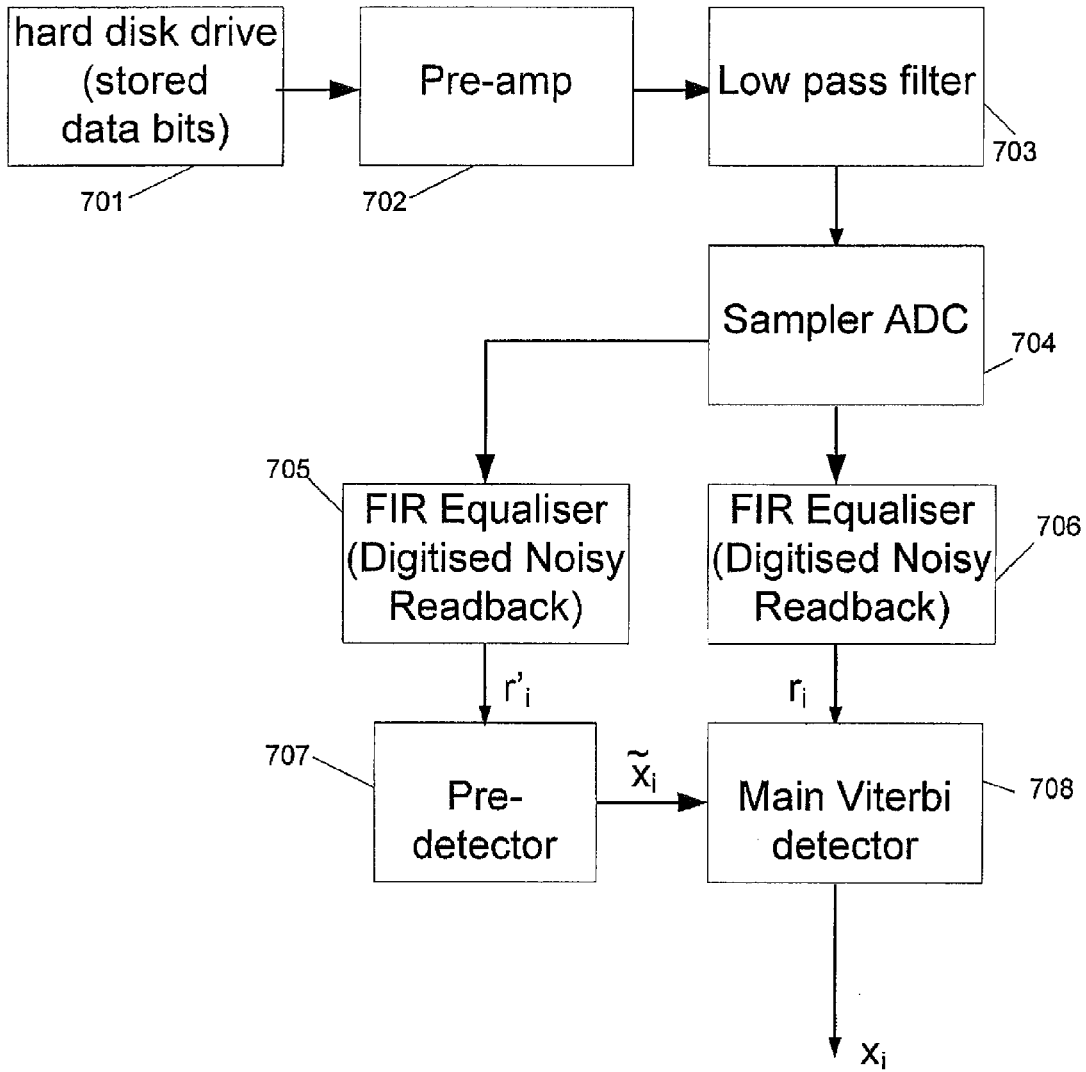 hard disk drive
(stored
data bits)
Pre-amp
Low pass filter
701
702
703
Sampler ADC
704
705
FIR Equaliser
(Digitised Noisy
Readback)
FIR Equaliser
(Digitised Noisy
Readback)
706
r'i
ri
707
Pre-
detector
x̃i
Main Viterbi
detector
708
xi